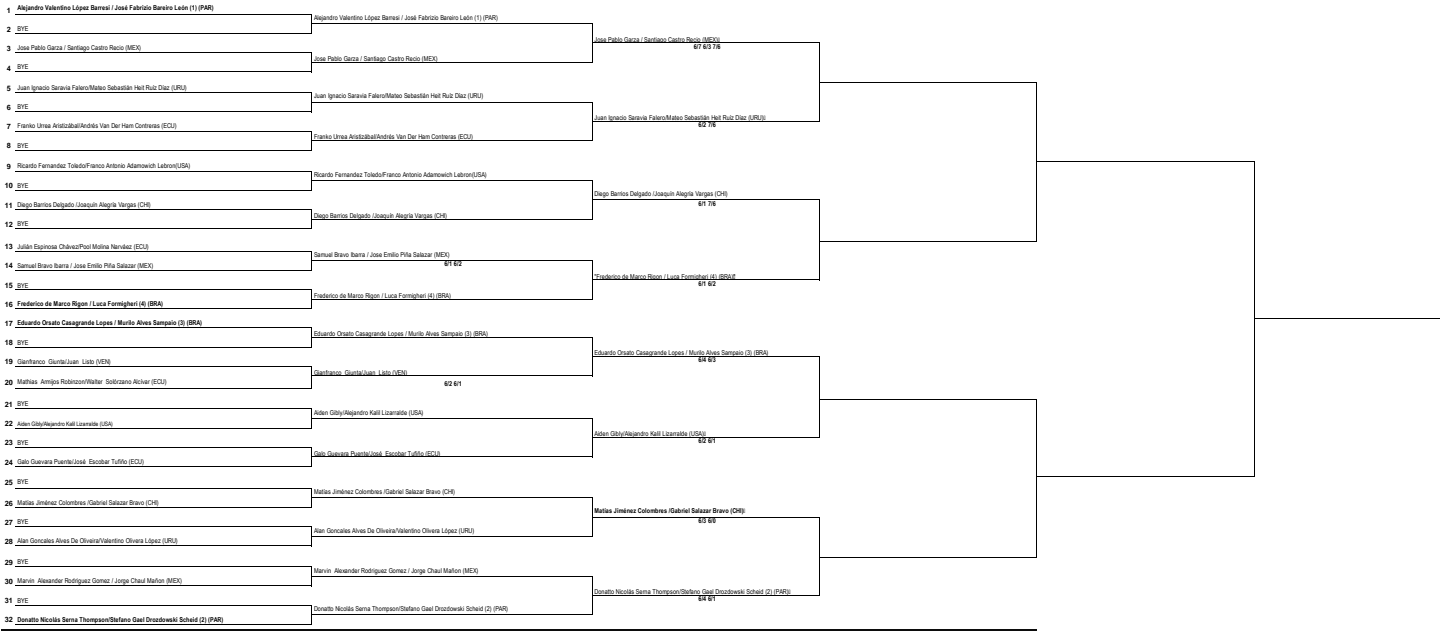 1 Alejandro Valentino López Barresi / José Fabrizio Bareiro León (1) (PAR)
2 BYE
3 Jose Pablo Garza / Santiago Castro Recio (MEX)
4 BYE
5 Juan Ignacio Saravia Falero/Mateo Sebastián Heit Ruíz Díaz (URU)
6 BYE
7 Franko Urrea Aristizábal/Andrés Van Der Ham Contreras (ECU)
8 BYE
9 Ricardo Fernandez Toledo/Franco Antonio Adamowich Lebron(USA)
10 BYE
11 Diego Barrios Delgado /Joaquín Alegría Vargas (CHI)
12 BYE
13 Julián Espinosa Chávez/Pool Molina Narváez (ECU)
14 Samuel Bravo Ibarra / Jose Emilio Piña Salazar (MEX)
15 BYE
16 Frederico de Marco Rigon / Luca Formigheri (4) (BRA)
17 Eduardo Orsato Casagrande Lopes / Murilo Alves Sampaio (3) (BRA)
18 BYE
19 Gianfranco Giunta/Juan Listo (VEN)
20 Mathias Armijos Robinzon/Walter Solórzano Alcívar (ECU)
21 BYE
22 Aiden Gibly/Alejandro Kalil Lizarralde (USA)
23 BYE
24 Galo Guevara Puente/José Escobar Tufiño (ECU)
25 BYE
26 Matías Jiménez Colombres /Gabriel Salazar Bravo (CHI)
27 BYE
28 Alan Goncales Alves De Oliveira/Valentino Olivera López (URU)
29 BYE
30 Marvin Alexander Rodriguez Gomez / Jorge Chaul Mañon (MEX)
31 BYE
32 Donatto Nicolás Serna Thompson/Stefano Gael Drozdowski Scheid (2) (PAR)
Alejandro Valentino López Barresi / José Fabrizio Bareiro León (1) (PAR)
Jose Pablo Garza / Santiago Castro Recio (MEX)
Juan Ignacio Saravia Falero/Mateo Sebastián Heit Ruíz Díaz (URU)
Franko Urrea Aristizábal/Andrés Van Der Ham Contreras (ECU)
Ricardo Fernandez Toledo/Franco Antonio Adamowich Lebron(USA)
Diego Barrios Delgado /Joaquín Alegría Vargas (CHI)
Samuel Bravo Ibarra / Jose Emilio Piña Salazar (MEX)
6/1 6/2
Frederico de Marco Rigon / Luca Formigheri (4) (BRA)
Eduardo Orsato Casagrande Lopes / Murilo Alves Sampaio (3) (BRA)
Gianfranco Giunta/Juan Listo (VEN)
6/2 6/1
Aiden Gibly/Alejandro Kalil Lizarralde (USA)
Galo Guevara Puente/José Escobar Tufiño (ECU)
Matías Jiménez Colombres /Gabriel Salazar Bravo (CHI)
Alan Goncales Alves De Oliveira/Valentino Olivera López (URU)
Marvin Alexander Rodriguez Gomez / Jorge Chaul Mañon (MEX)
Donatto Nicolás Serna Thompson/Stefano Gael Drozdowski Scheid (2) (PAR)
Jose Pablo Garza / Santiago Castro Recio (MEX)
6/7 6/3 7/6
Juan Ignacio Saravia Falero/Mateo Sebastián Heit Ruíz Díaz (URU)
6/2 7/6
Diego Barrios Delgado /Joaquín Alegría Vargas (CHI)
6/1 7/6
"Frederico de Marco Rigon / Luca Formigheri (4) (BRA)"
6/1 6/2
Eduardo Orsato Casagrande Lopes / Murilo Alves Sampaio (3) (BRA)
6/4 6/3
Aiden Gibly/Alejandro Kalil Lizarralde (USA)
6/2 6/1
Matías Jiménez Colombres /Gabriel Salazar Bravo (CHI)
6/3 6/0
Donatto Nicolás Serna Thompson/Stefano Gael Drozdowski Scheid (2) (PAR)
6/4 6/1